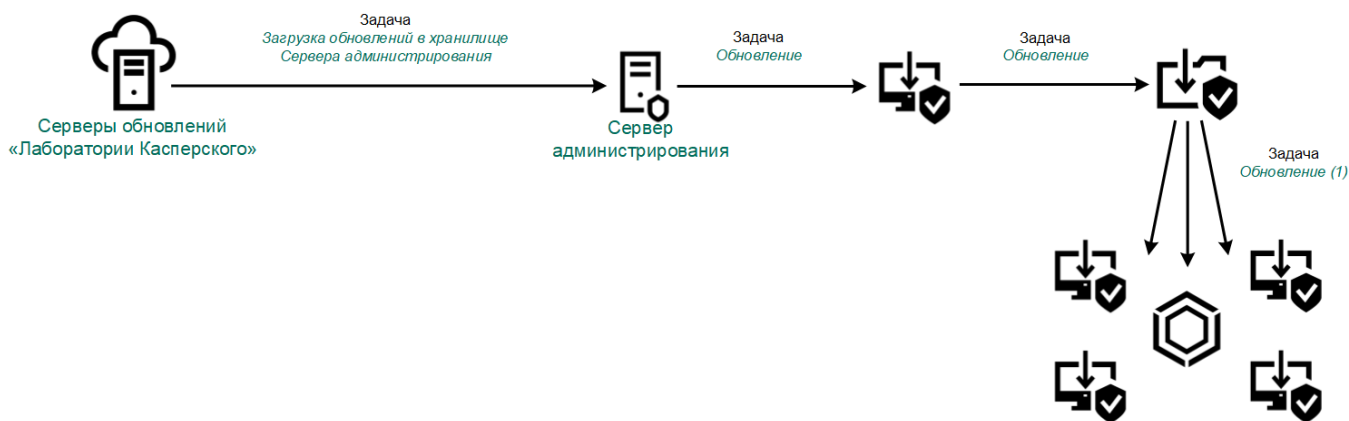 Задача
Загрузка обновлений в хранилище
Сервера администрирования
Задача
Обновление
Задача
Обновление
Серверы обновлений
«Лаборатории Касперского»
Сервер
администрирования
Задача
Обновление (1)